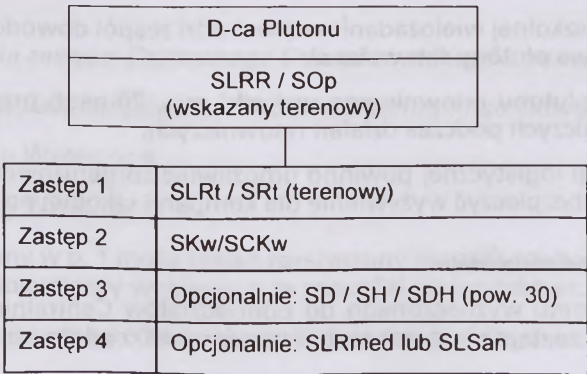 D-ca Plutonu
SLRR / SOp
(wskazany terenowy)
Zastęp 1 SLRt / SRt (terenowy)
Zastęp 2 SKw/SCKw
Zastęp 3 Opcjonalnie: SD / SH / SDH (pow. 30)
Zastęp 4 Opcjonalnie: SLRmed lub SLSan